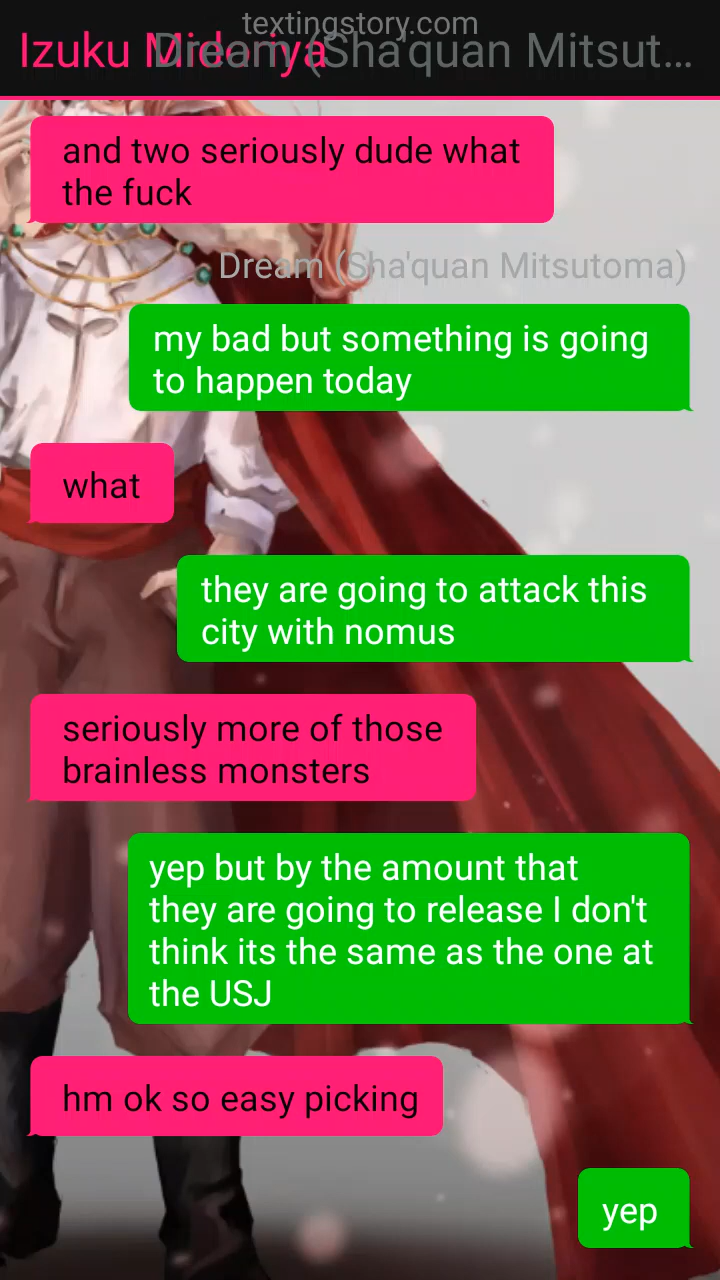 textingstory.com
Izuku Midoriya
Dream (Sha'quan Mitsut...
and two seriously dude what
the fuck
Dream (Sha'quan Mitsutoma)
my bad but something is going
to happen today
what
they are going to attack this
city with nomus
seriously more of those
brainless monsters
yep but by the amount that
they are going to release I don't
think its the same as the one at
the USJ
hm ok so easy picking
yep